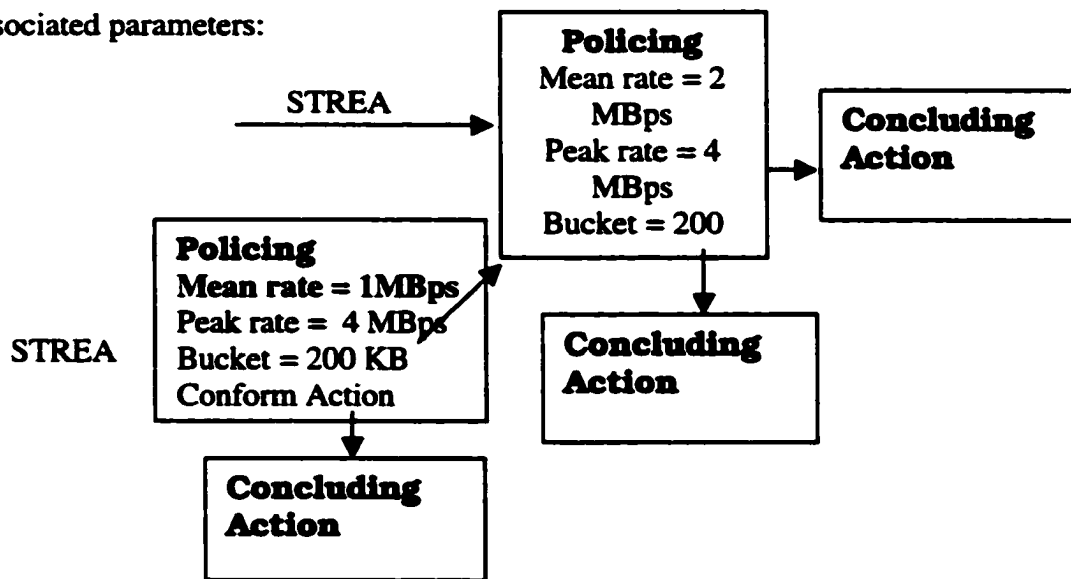 sociated parameters:
Policing
Mean rate = 2
MBps
Peak rate = 4
MBps
Bucket = 200
STREA
Concluding
Action
Policing
Mean rate = 1MBps
Peak rate = 4 MBps
Bucket = 200 KB
Conform Action
STREA
Concluding
Action
Concluding
Action